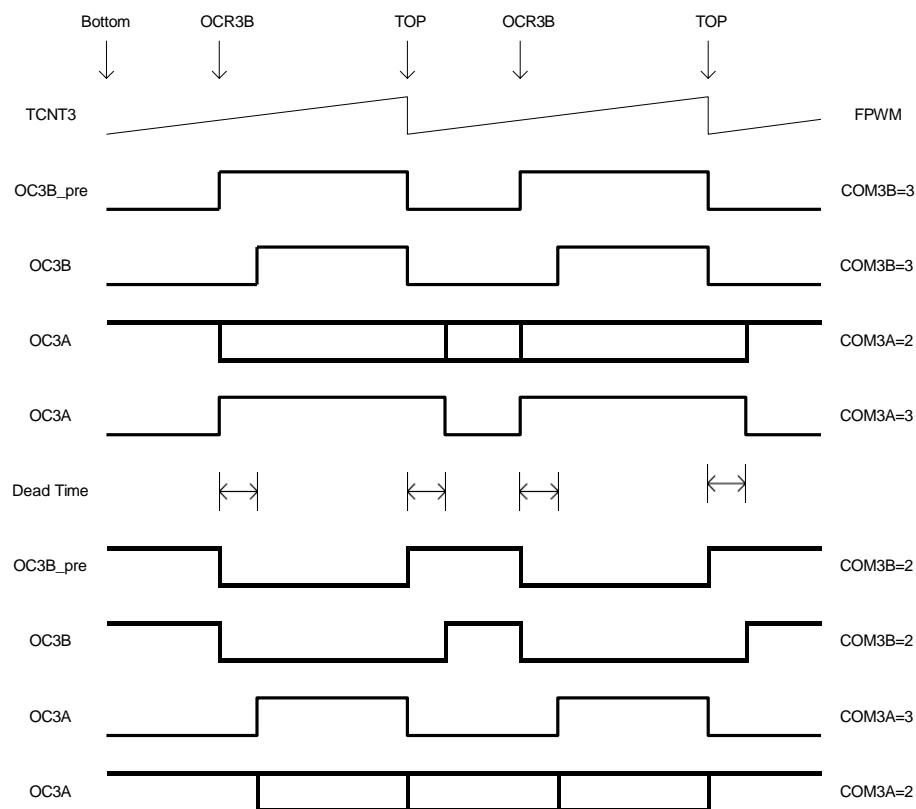 Bottom OCR3B TOP OCR3B TOP
TCNT3 FPWM
OC3B_pre COM3B=3
OC3B COM3B=3
OC3A COM3A=2
OC3A COM3A=3
Dead Time
OC3B_pre COM3B=2
OC3B COM3B=2
OC3A COM3A=3
OC3A COM3A=2